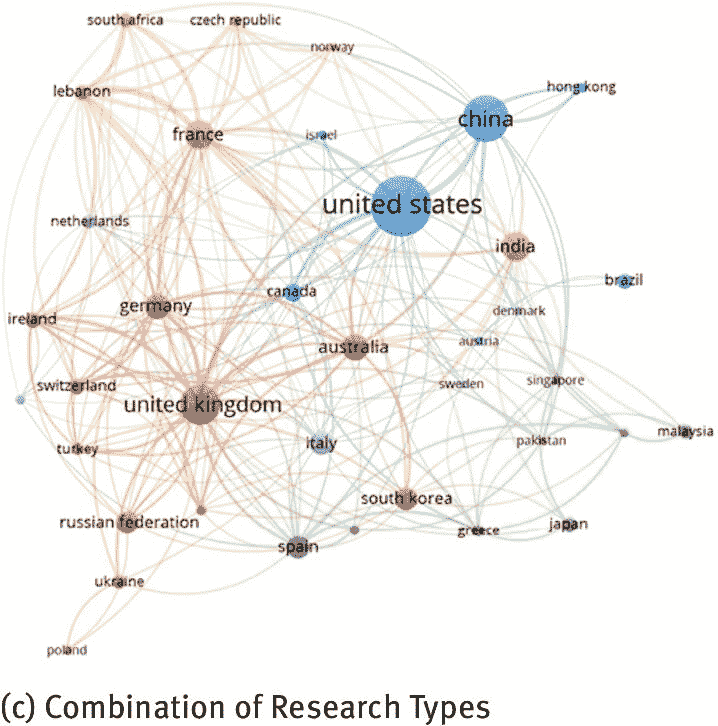 south africa
czech republic
norway
lebanon
hong kong
china
france
israel
united states
netherlands
india
brazil
canada
germany
denmark
ireland
australia
austria
switzerland
sweden
singapore
united kingdom
malaysia
italy
pakistan
turkey
south korea
russian federation
greece
japan
spain
ukraine
poland
(c) Combination of Research Types